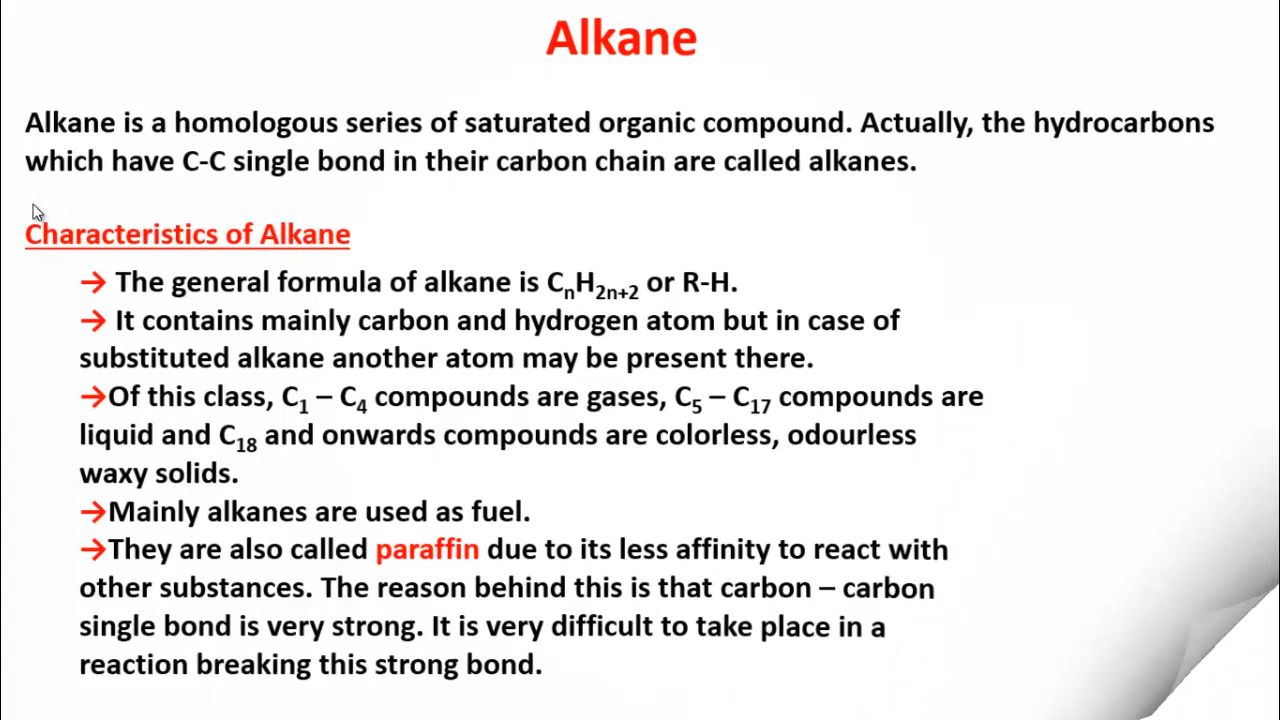 Alkane
Alkane is a homologous series of saturated organic compound. Actually, the hydrocarbons
which have C-C single bond in their carbon chain are called alkanes.
Characteristics of Alkane
→ The general formula of alkane is CₙH₂ₙ₊₂ or R-H.
→ It contains mainly carbon and hydrogen atom but in case of
substituted alkane another atom may be present there.
→Of this class, C₁ – C₄ compounds are gases, C₅ – C₁₇ compounds are
liquid and C₁₈ and onwards compounds are colorless, odourless
waxy solids.
→Mainly alkanes are used as fuel.
→They are also called paraffin due to its less affinity to react with
other substances. The reason behind this is that carbon – carbon
single bond is very strong. It is very difficult to take place in a
reaction breaking this strong bond.